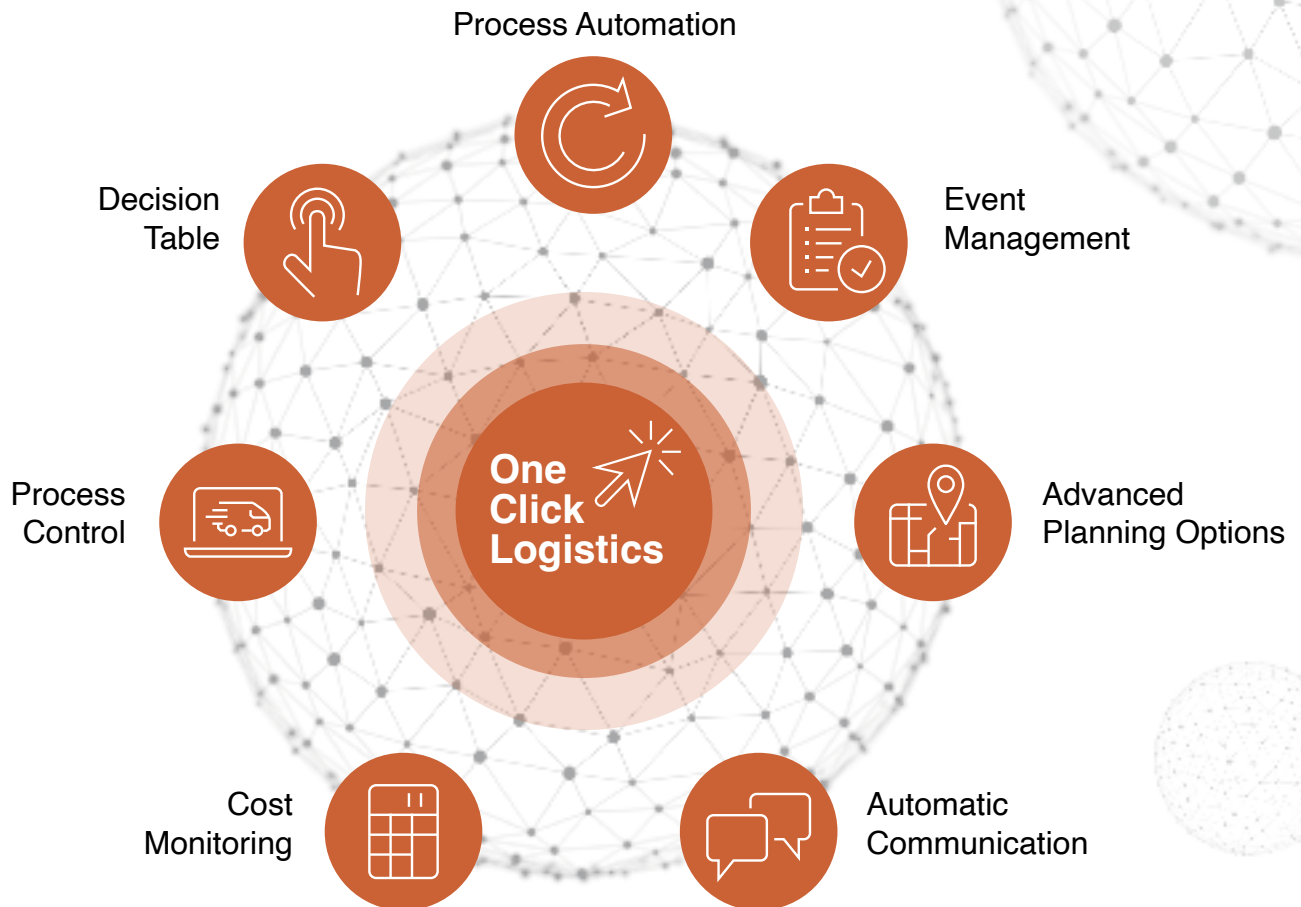 Process Automation
Decision
Table
Event
Management
One
Click
Logistics
Process
Control
Advanced
Planning Options
Cost
Monitoring
Automatic
Communication